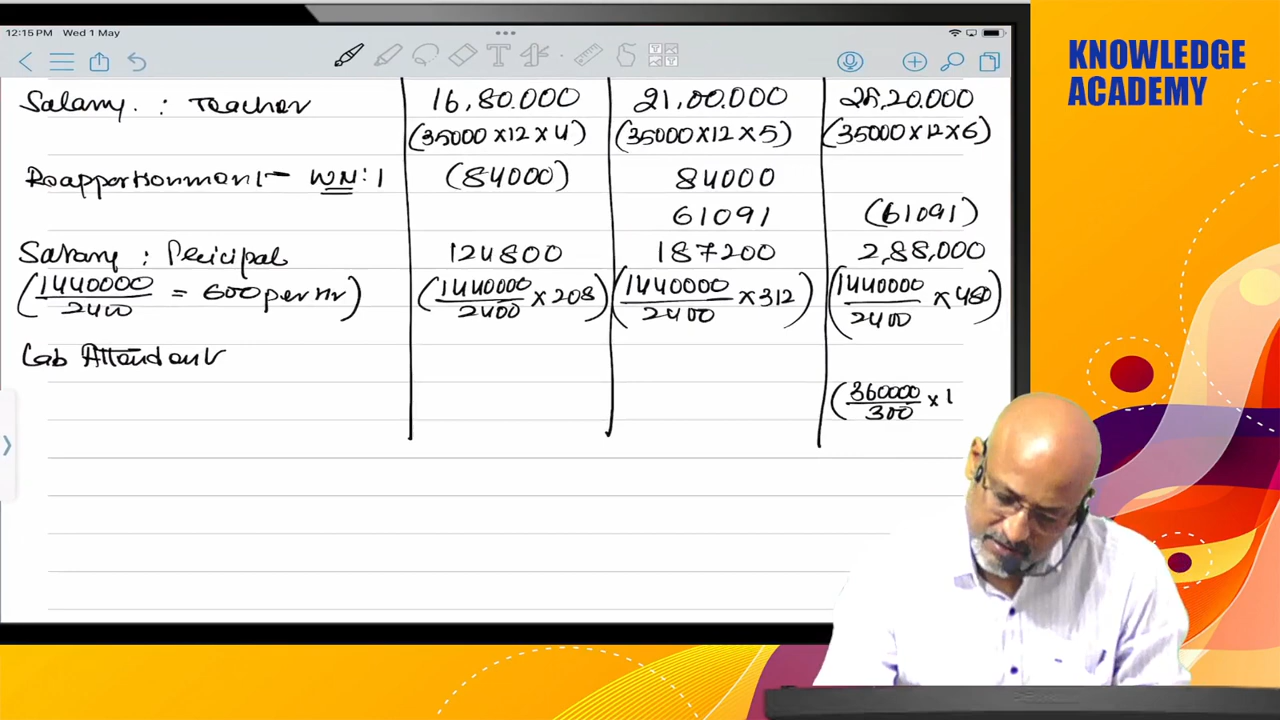 12:15 PM Wed 1 May
KNOWLEDGE
ACADEMY
Salary : Teacher 16,80.000 21,00.000 25,20.000
(35000×12×4) (35000×12×5) (35000×12×6)
Reapportionment- WN:1 (84000) 84000
61091 (61091)
Salary : Pricipal 124800 187200 2,88,000
(1440000/2400 = 600 per Hr) (1440000/2400 ×208) (1440000/2400 ×312) (1440000/2400 ×480)
Lab Attendant
(360000/300 ×1